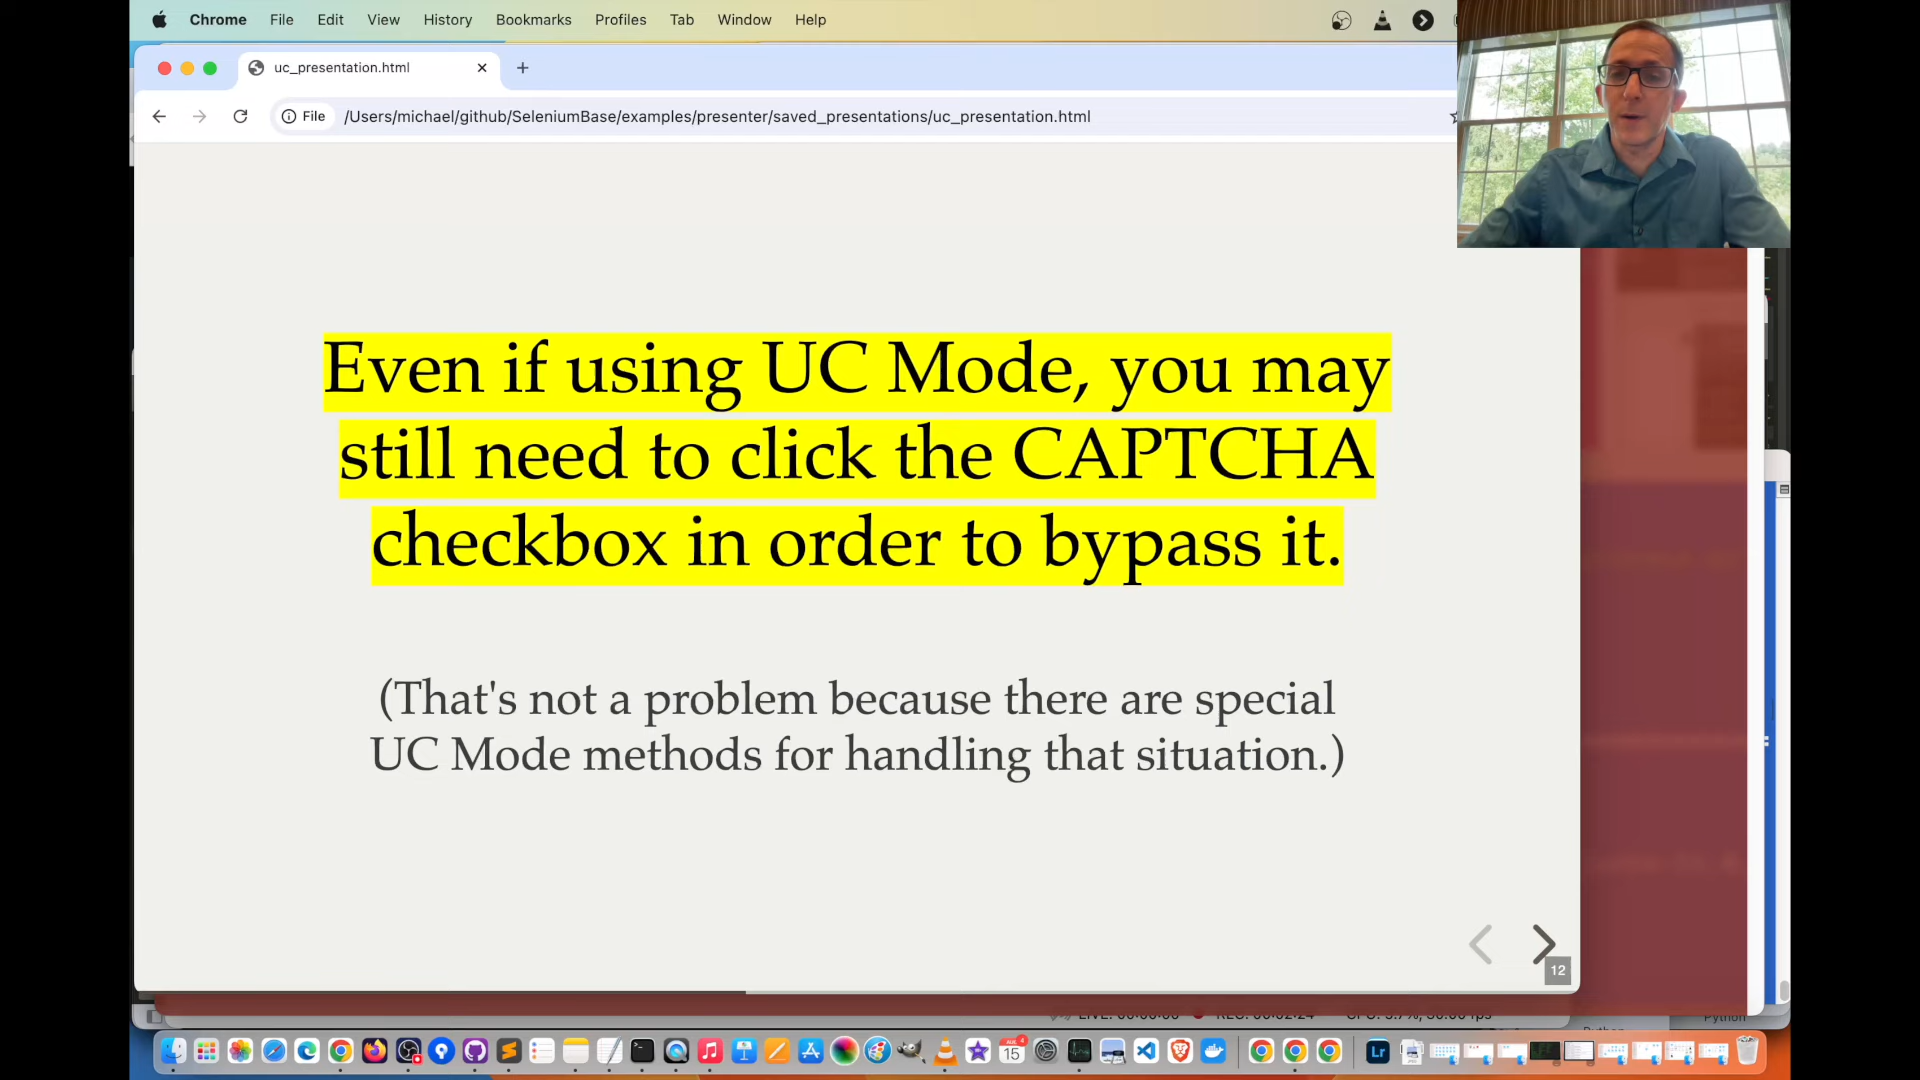 Chrome File Edit View History Bookmarks Profiles Tab Window Help
uc_presentation.html
File /Users/michael/github/SeleniumBase/examples/presenter/saved_presentations/uc_presentation.html
Even if using UC Mode, you may
still need to click the CAPTCHA
checkbox in order to bypass it.
(That's not a problem because there are special
UC Mode methods for handling that situation.)
12
15
Lr